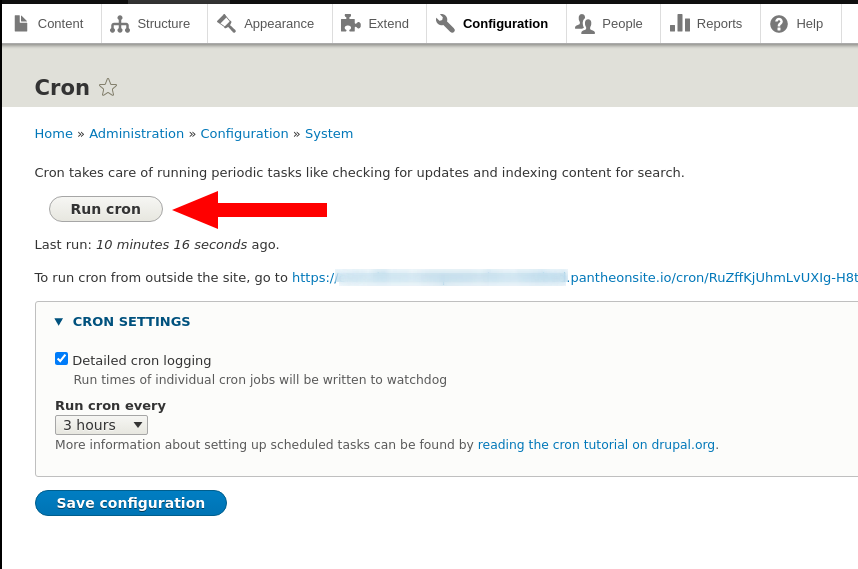 Content Structure Appearance Extend Configuration People Reports Help
Cron
Home » Administration » Configuration » System
Cron takes care of running periodic tasks like checking for updates and indexing content for search.
Run cron
Last run: 10 minutes 16 seconds ago.
To run cron from outside the site, go to https:// .pantheonsite.io/cron/RuZffKjUhmLvUXIg-H8t
CRON SETTINGS
Detailed cron logging
Run times of individual cron jobs will be written to watchdog
Run cron every
3 hours
More information about setting up scheduled tasks can be found by reading the cron tutorial on drupal.org.
Save configuration